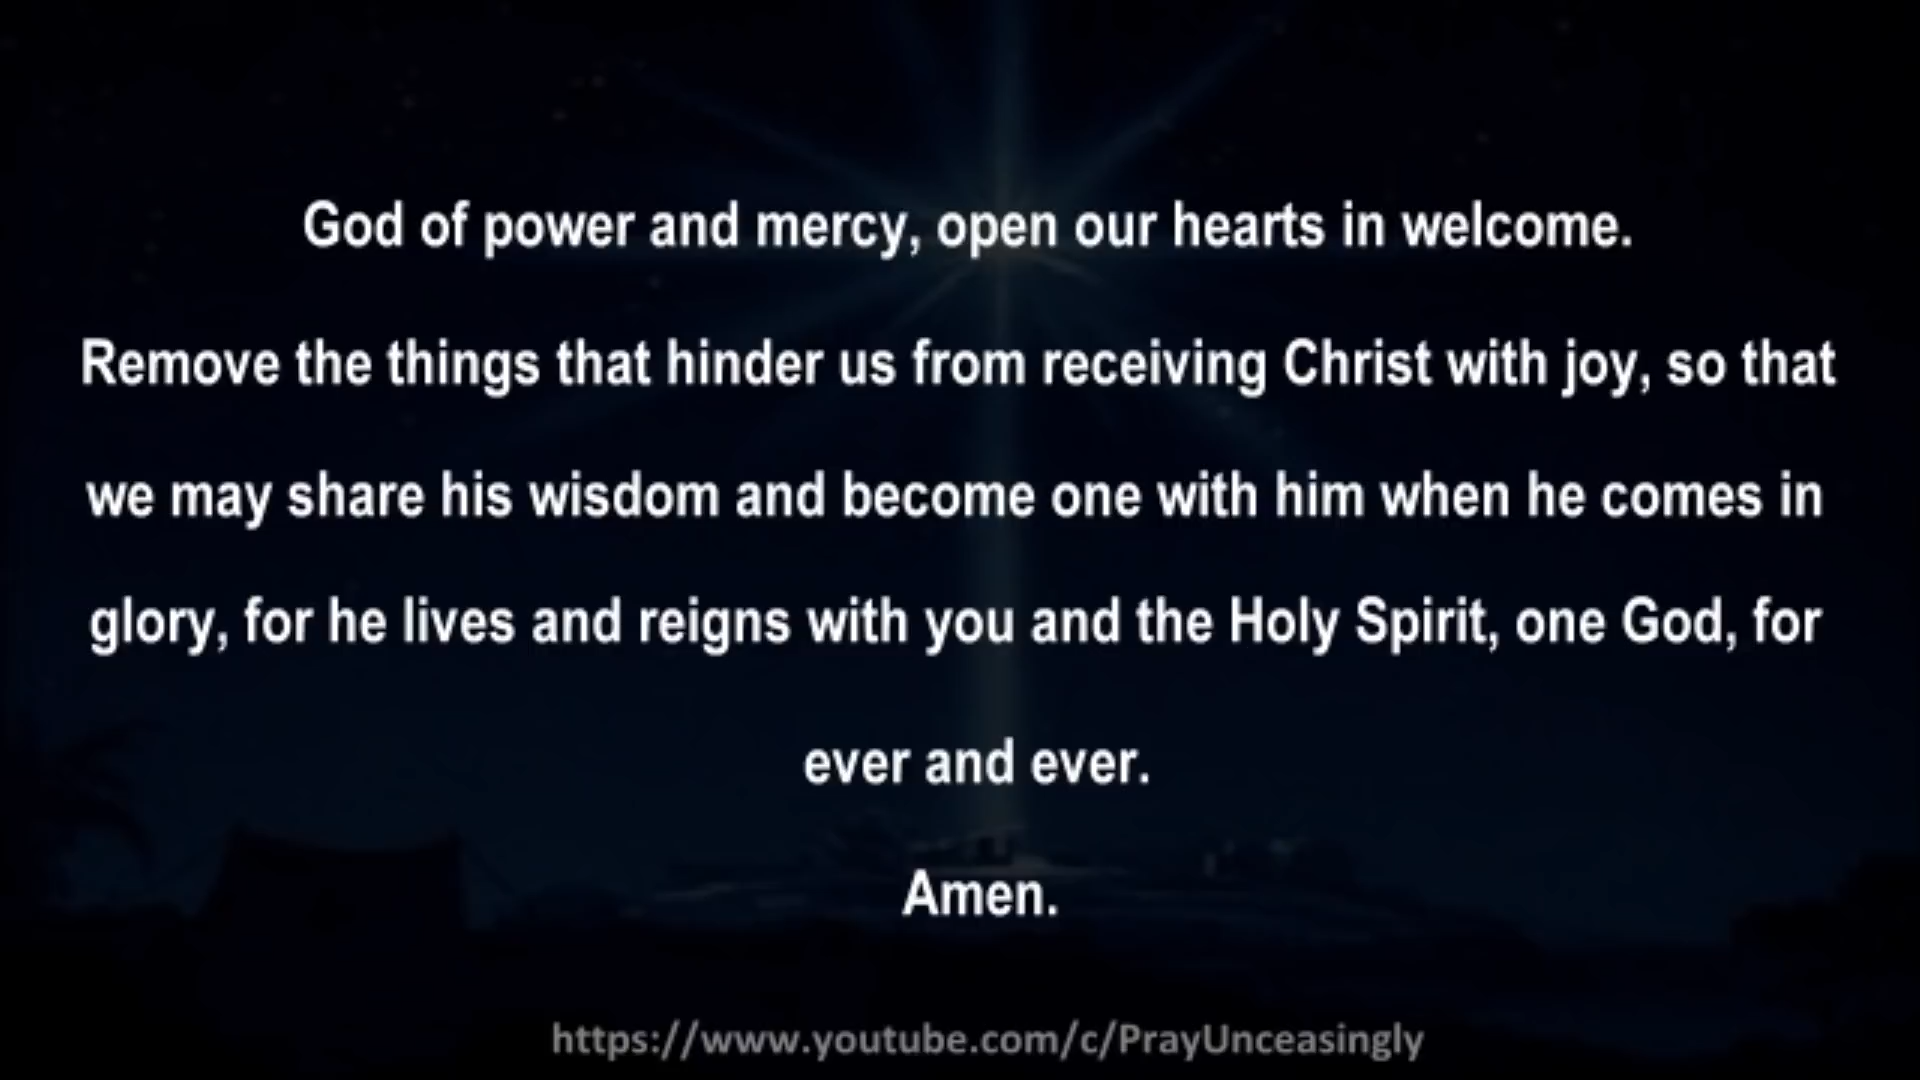 God of power and mercy, open our hearts in welcome.
Remove the things that hinder us from receiving Christ with joy, so that
we may share his wisdom and become one with him when he comes in
glory, for he lives and reigns with you and the Holy Spirit, one God, for
ever and ever.
Amen.
https://www.youtube.com/c/PrayUnceasingly